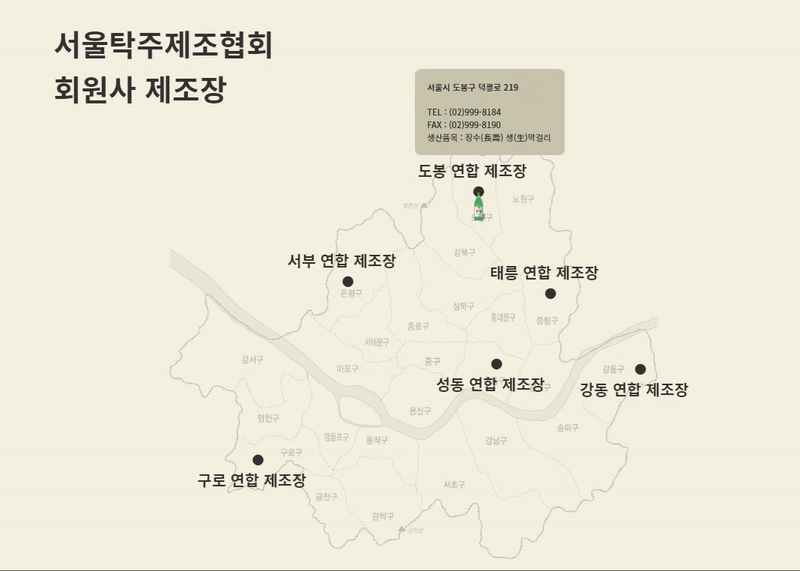 서울탁주제조협회
회원사 제조장
서울시 도봉구 덕릉로 219
TEL : (02)999-8184
FAX : (02)999-8190
생산품목 : 장수(長壽) 생(生)막걸리
도봉 연합 제조장
노원구
강북구
서부 연합 제조장
은평구
태릉 연합 제조장
성북구
종로구
동대문구
중랑구
서대문구
강서구
마포구
중구
강동구
성동 연합 제조장
강동 연합 제조장
양천구
용산구
송파구
영등포구
동작구
강남구
구로구
구로 연합 제조장
금천구
서초구
관악구